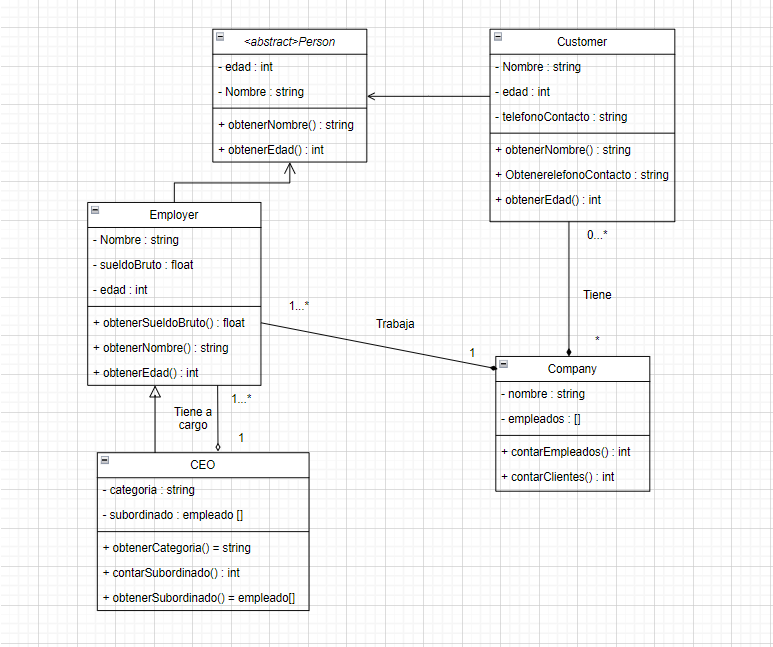 <abstract>Person
- edad : int
- Nombre : string
+ obtenerNombre() : string
+ obtenerEdad() : int
Customer
- Nombre : string
- edad : int
- telefonoContacto : string
+ obtenerNombre() : string
+ ObtenerelefonoContacto : string
+ obtenerEdad() : int
Employer
- Nombre : string
- sueldoBruto : float
- edad : int
+ obtenerSueldoBruto() : float
+ obtenerNombre() : string
+ obtenerEdad() : int
0...*
Tiene
*
1...*
Trabaja
1
Company
- nombre : string
- empleados : []
+ contarEmpleados() : int
+ contarClientes() : int
1...*
Tiene a
cargo
1
CEO
- categoria : string
- subordinado : empleado []
+ obtenerCategoria() = string
+ contarSubordinado() : int
+ obtenerSubordinado() = empleado[]